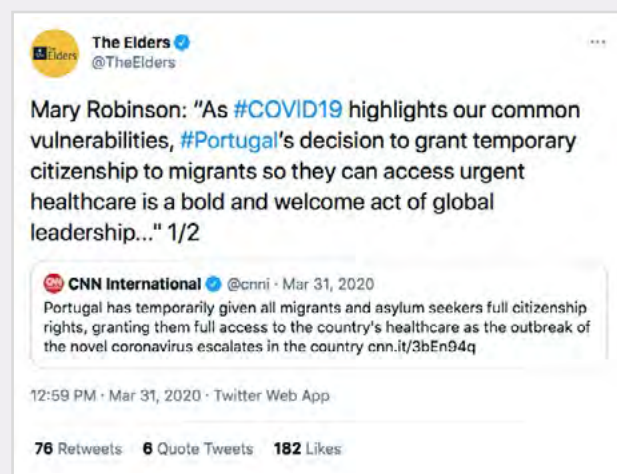 The Elders
@TheElders
...
Mary Robinson: “As #COVID19 highlights our common
vulnerabilities, #Portugal’s decision to grant temporary
citizenship to migrants so they can access urgent
healthcare is a bold and welcome act of global
leadership..." 1/2
CNN International @cnni · Mar 31, 2020
Portugal has temporarily given all migrants and asylum seekers full citizenship
rights, granting them full access to the country's healthcare as the outbreak of
the novel coronavirus escalates in the country cnn.it/3bEn94q
12:59 PM · Mar 31, 2020 · Twitter Web App
76 Retweets 6 Quote Tweets 182 Likes